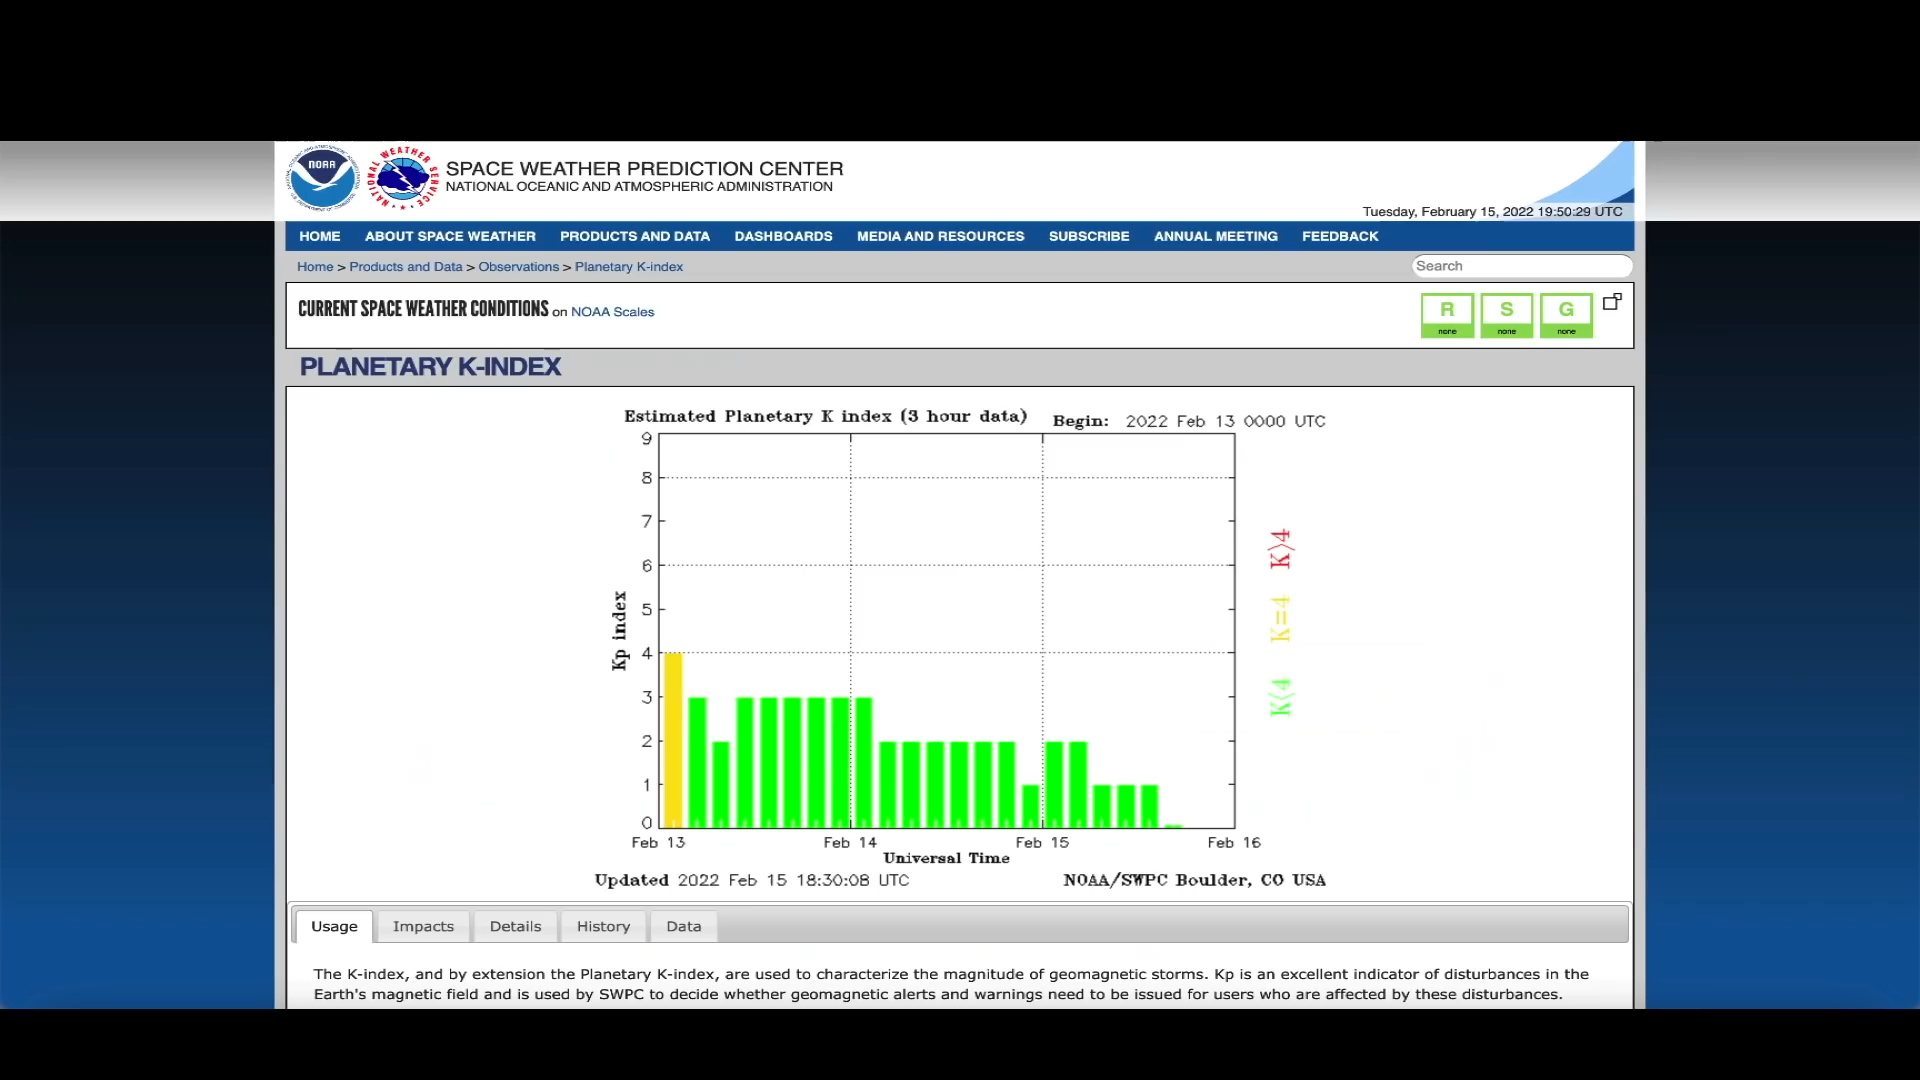 NOAA
NATIONAL WEATHER SERVICE
SPACE WEATHER PREDICTION CENTER
NATIONAL OCEANIC AND ATMOSPHERIC ADMINISTRATION
Tuesday, February 15, 2022 19:50:29 UTC
HOME ABOUT SPACE WEATHER PRODUCTS AND DATA DASHBOARDS MEDIA AND RESOURCES SUBSCRIBE ANNUAL MEETING FEEDBACK
Home > Products and Data > Observations > Planetary K-index
Search
CURRENT SPACE WEATHER CONDITIONS on NOAA Scales
R S G
none none none
PLANETARY K-INDEX
Estimated Planetary K index (3 hour data) Begin: 2022 Feb 13 0000 UTC
9
8
7
6
5
4
3
2
1
0
Kp index
K>4
K=4
K<4
Feb 13 Feb 14 Feb 15 Feb 16
Universal Time
Updated 2022 Feb 15 18:30:08 UTC NOAA/SWPC Boulder, CO USA
Usage Impacts Details History Data
The K-index, and by extension the Planetary K-index, are used to characterize the magnitude of geomagnetic storms. Kp is an excellent indicator of disturbances in the
Earth's magnetic field and is used by SWPC to decide whether geomagnetic alerts and warnings need to be issued for users who are affected by these disturbances.